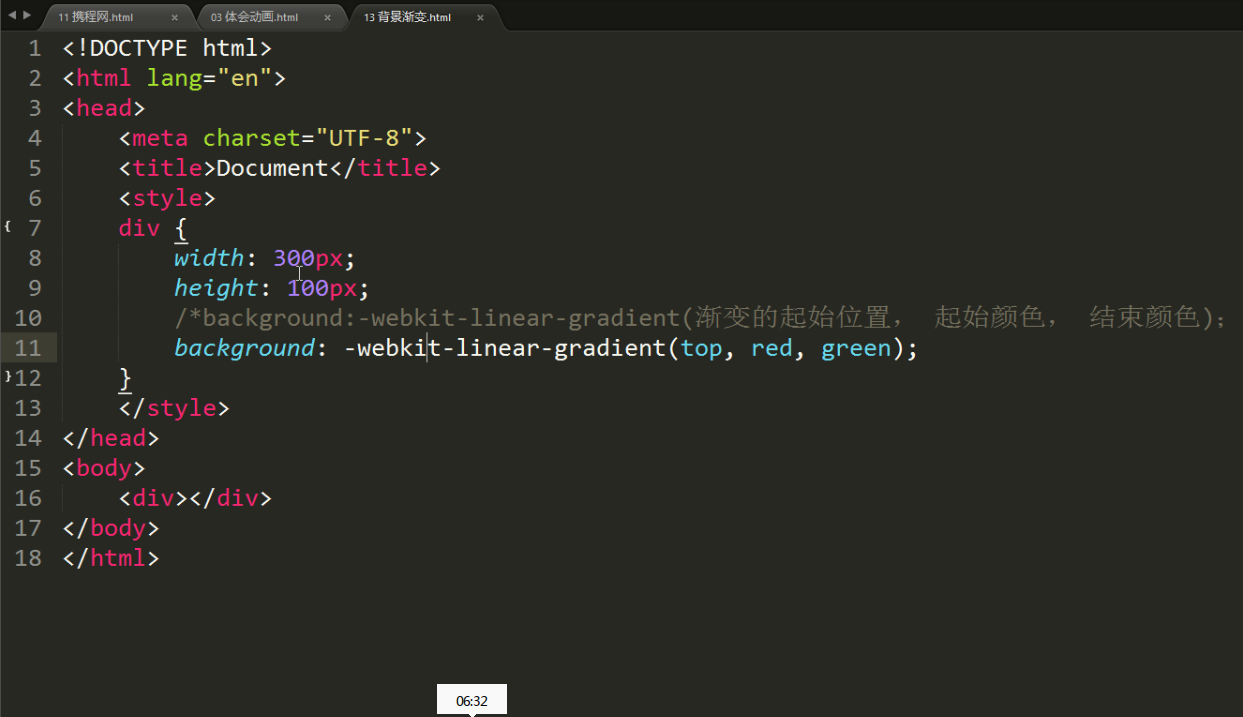 11 携程网.html × 03 体会动画.html × 13 背景渐变.html ×
1 <!DOCTYPE html>
2 <html lang="en">
3 <head>
4 <meta charset="UTF-8">
5 <title>Document</title>
6 <style>
{ 7 div {
8 width: 300px;
9 height: 100px;
10 /*background:-webkit-linear-gradient(渐变的起始位置， 起始颜色， 结束颜色);
11 background: -webkit-linear-gradient(top, red, green);
} 12 }
13 </style>
14 </head>
15 <body>
16 <div></div>
17 </body>
18 </html>
06:32